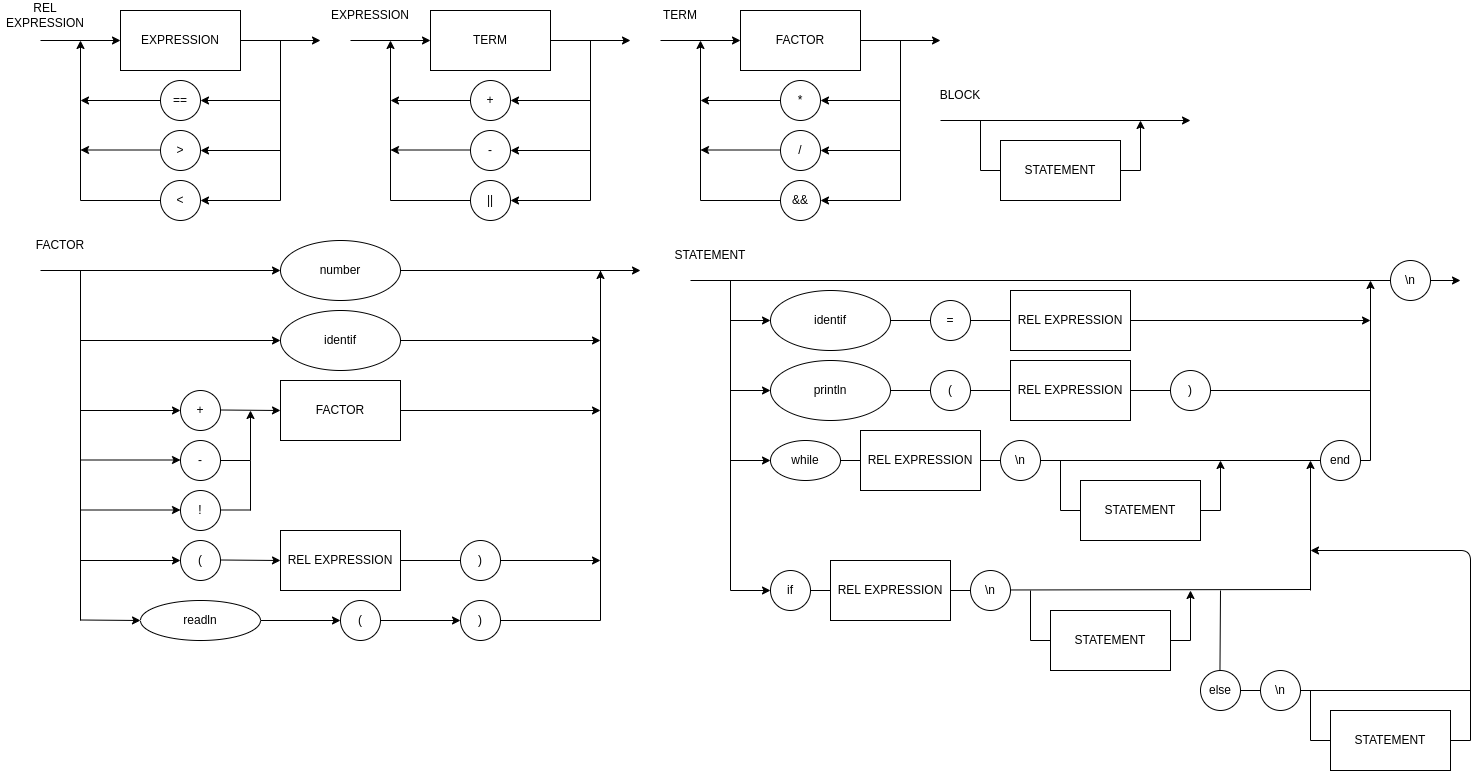 REL
EXPRESSION
EXPRESSION
==
>
<
EXPRESSION
TERM
+
-
||
TERM
FACTOR
*
/
&&
BLOCK
STATEMENT
FACTOR
number
identif
+
FACTOR
-
!
(
REL EXPRESSION
)
readln
(
)
STATEMENT
\n
identif
=
REL EXPRESSION
println
(
REL EXPRESSION
)
while
REL EXPRESSION
\n
end
STATEMENT
if
REL EXPRESSION
\n
STATEMENT
else
\n
STATEMENT